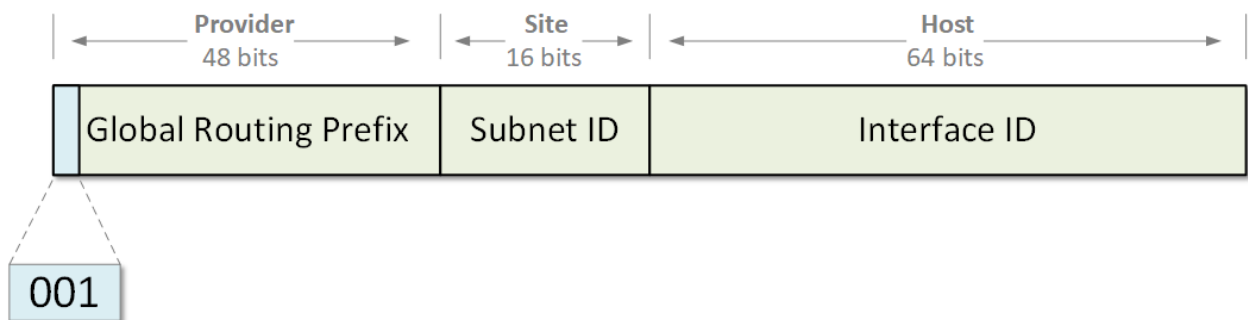 Provider
48 bits
Site
16 bits
Host
64 bits
Global Routing Prefix
Subnet ID
Interface ID
001